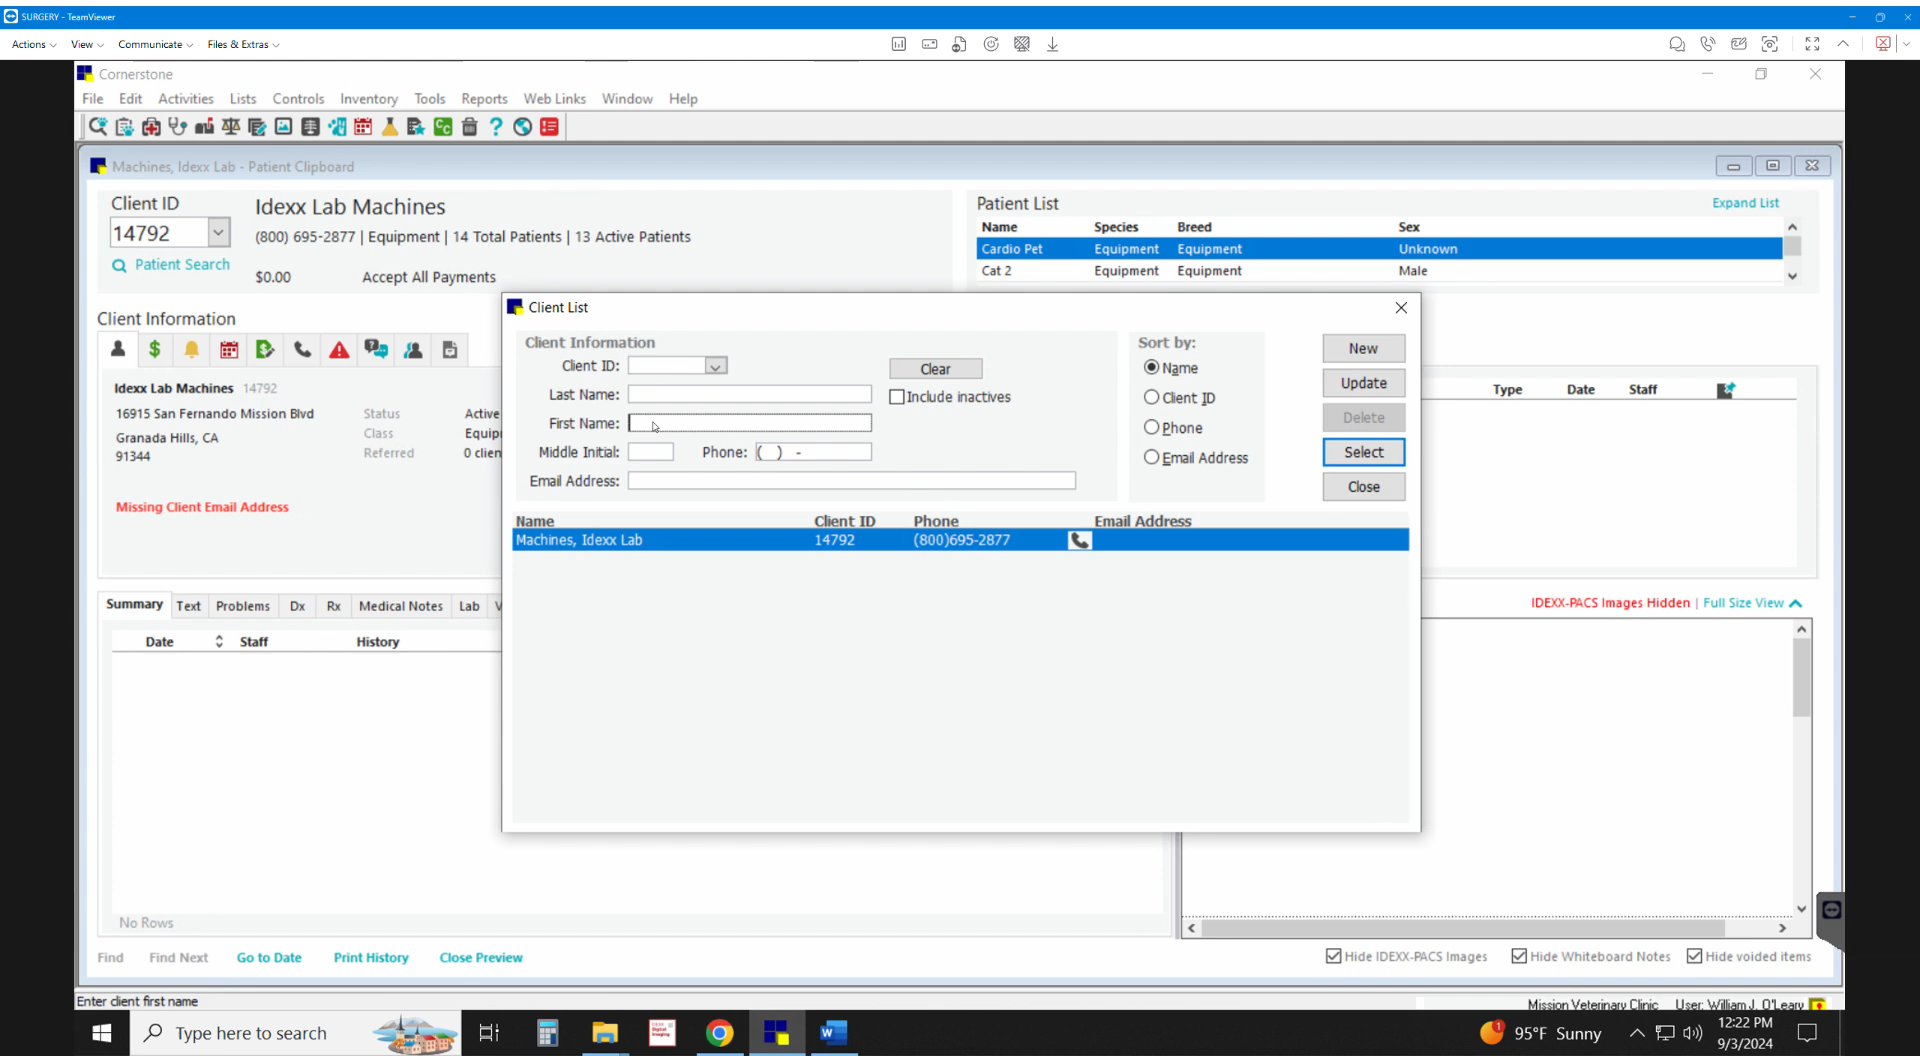 SURGERY - TeamViewer
Actions View Communicate Files & Extras
Cornerstone
File Edit Activities Lists Controls Inventory Tools Reports Web Links Window Help
Machines, Idexx Lab - Patient Clipboard
Client ID
14792
Patient Search
Idexx Lab Machines
(800) 695-2877 | Equipment | 14 Total Patients | 13 Active Patients
$0.00 Accept All Payments
Patient List Expand List
Name Species Breed Sex
Cardio Pet Equipment Equipment Unknown
Cat 2 Equipment Equipment Male
Client Information
Idexx Lab Machines 14792
16915 San Fernando Mission Blvd
Granada Hills, CA
91344
Status Active
Class Equip
Referred 0 clien
Missing Client Email Address
Client List
Client Information
Client ID:
Last Name:
First Name:
Middle Initial: Phone: ( ) -
Email Address:
Clear
Include inactives
Sort by:
Name
Client ID
Phone
Email Address
New
Update
Delete
Select
Close
Name Client ID Phone Email Address
Machines, Idexx Lab 14792 (800)695-2877
Type Date Staff
Summary Text Problems Dx Rx Medical Notes Lab V
IDEXX-PACS Images Hidden | Full Size View
Date Staff History
No Rows
Find Find Next Go to Date Print History Close Preview
Hide IDEXX-PACS Images Hide Whiteboard Notes Hide voided items
Enter client first name
Mission Veterinary Clinic User: William J. O'Leary
Type here to search
95°F Sunny
12:22 PM
9/3/2024